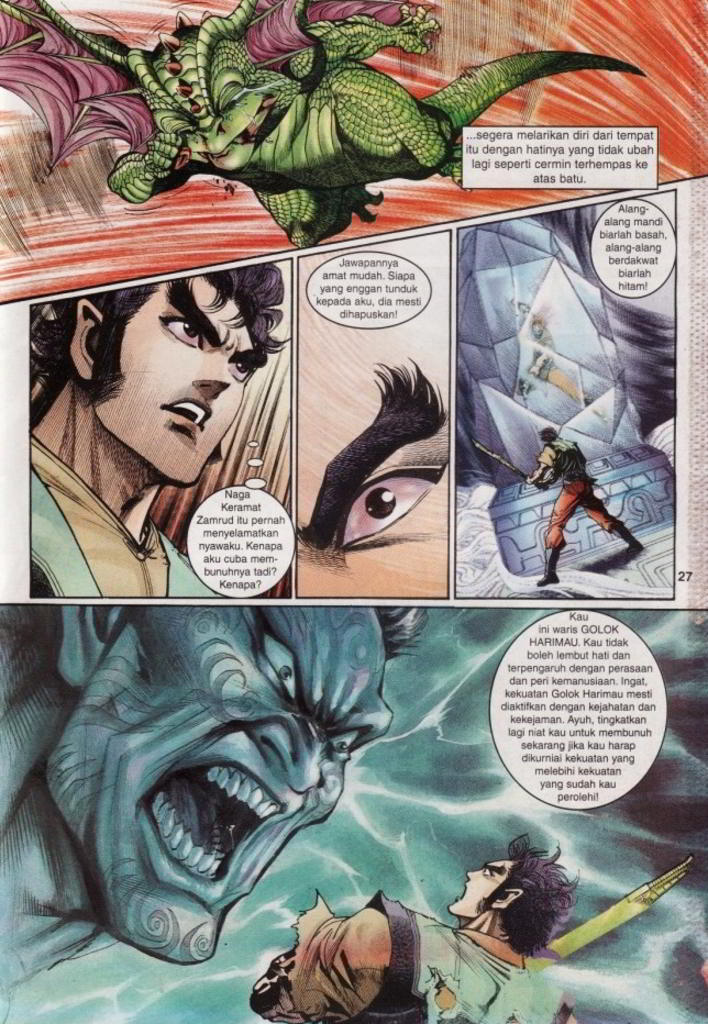 ...segera melarikan diri dari tempat
itu dengan hatinya yang tidak ubah
lagi seperti cermin terhempas ke
atas batu.
Naga
Keramat
Zamrud itu pernah
menyelamatkan
nyawaku. Kenapa
aku cuba mem-
bunuhnya tadi?
Kenapa?
Jawapannya
amat mudah. Siapa
yang enggan tunduk
kepada aku, dia mesti
dihapuskan!
Alang-
alang mandi
biarlah basah,
alang-alang
berdakwat
biarlah
hitam!
27
Kau
ini waris GOLOK
HARIMAU. Kau tidak
boleh lembut hati dan
terpengaruh dengan perasaan
dan peri kemanusiaan. Ingat,
kekuatan Golok Harimau mesti
diaktifkan dengan kejahatan dan
kekejaman. Ayuh, tingkatkan
lagi niat kau untuk membunuh
sekarang jika kau harap
dikurniai kekuatan yang
melebihi kekuatan
yang sudah kau
perolehi!